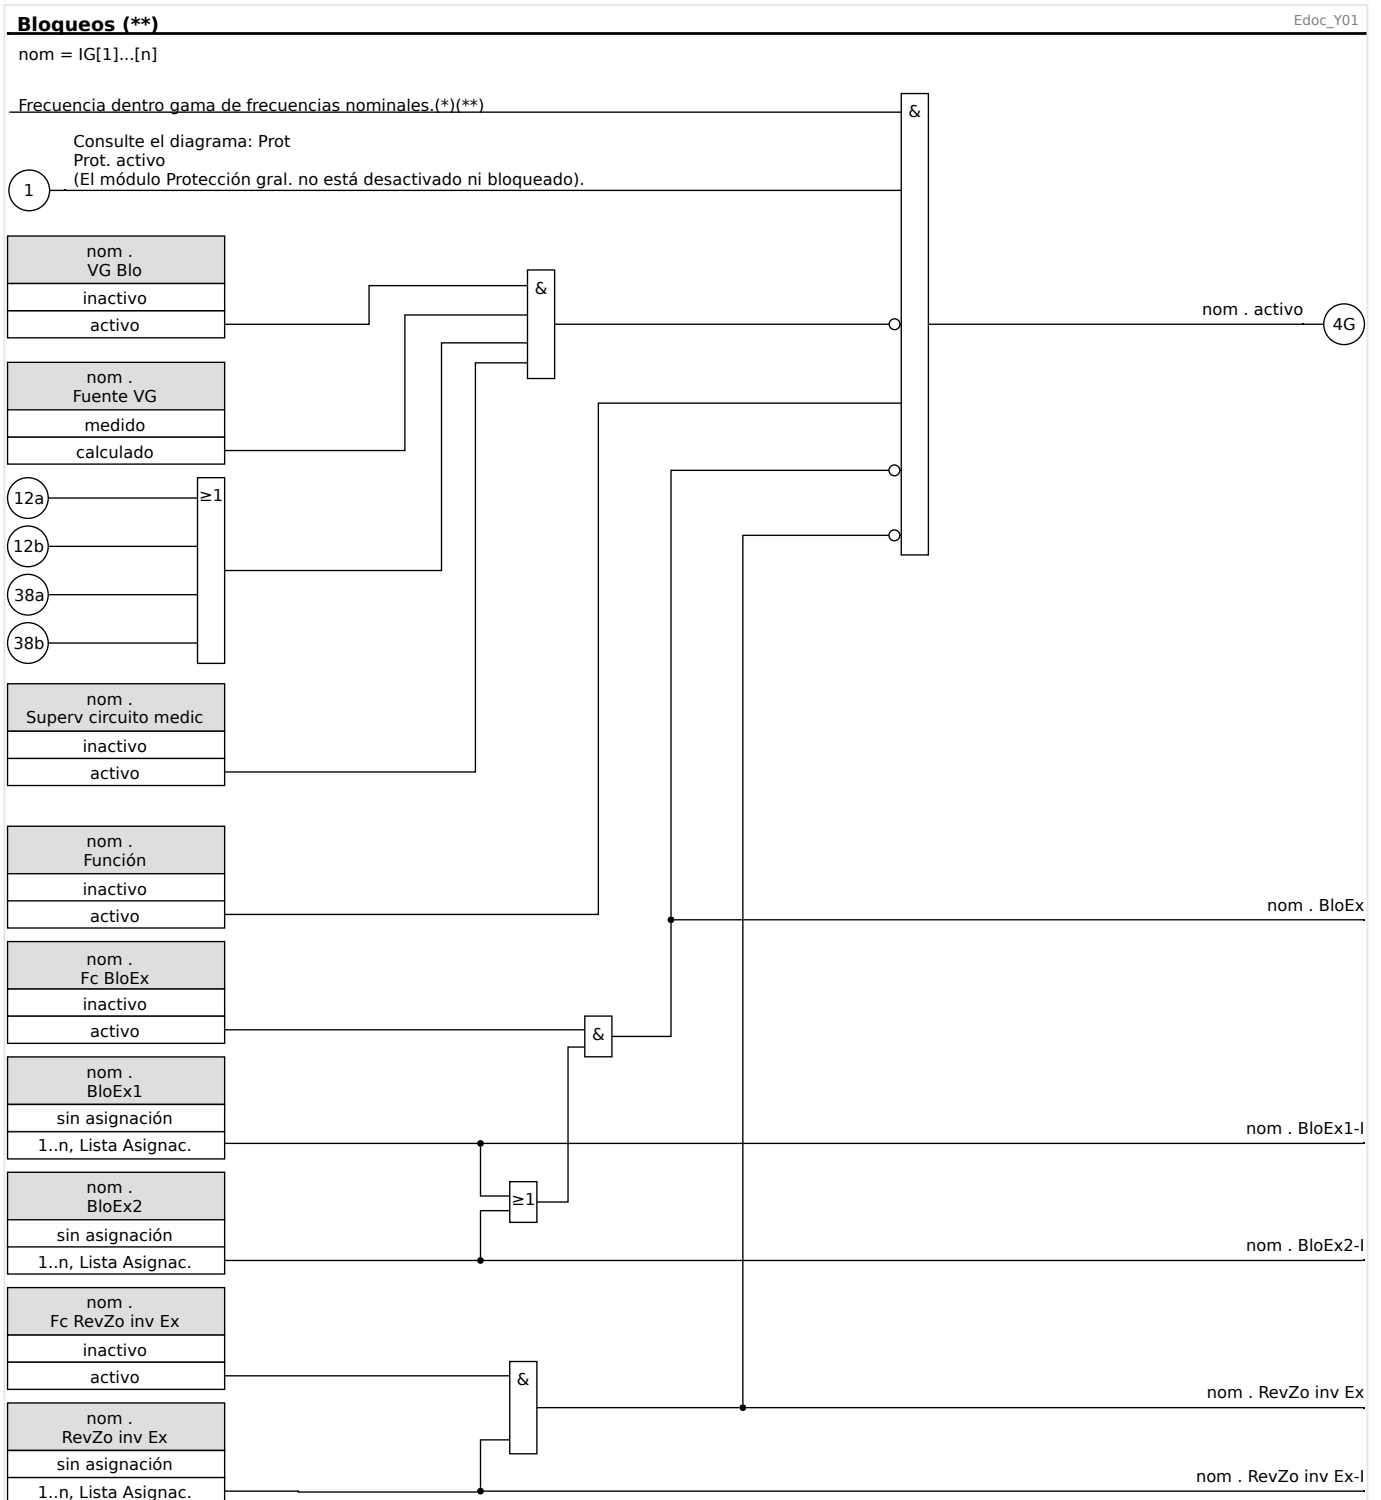 Bloqueos (**)
Edoc_Y01
nom = IG[1]...[n]
Frecuencia dentro gama de frecuencias nominales.(*)(**)
&
Consulte el diagrama: Prot
Prot. activo
(El módulo Protección gral. no está desactivado ni bloqueado).
1
nom .
VG Blo
inactivo
activo
&
nom . activo
4G
nom .
Fuente VG
medido
calculado
12a
≥1
12b
38a
38b
nom .
Superv circuito medic
inactivo
activo
nom .
Función
inactivo
activo
nom . BloEx
nom .
Fc BloEx
inactivo
activo
&
nom .
BloEx1
sin asignación
1..n, Lista Asignac.
nom . BloEx1-I
nom .
BloEx2
≥1
sin asignación
1..n, Lista Asignac.
nom . BloEx2-I
nom .
Fc RevZo inv Ex
inactivo
activo
&
nom . RevZo inv Ex
nom .
RevZo inv Ex
sin asignación
1..n, Lista Asignac.
nom . RevZo inv Ex-I